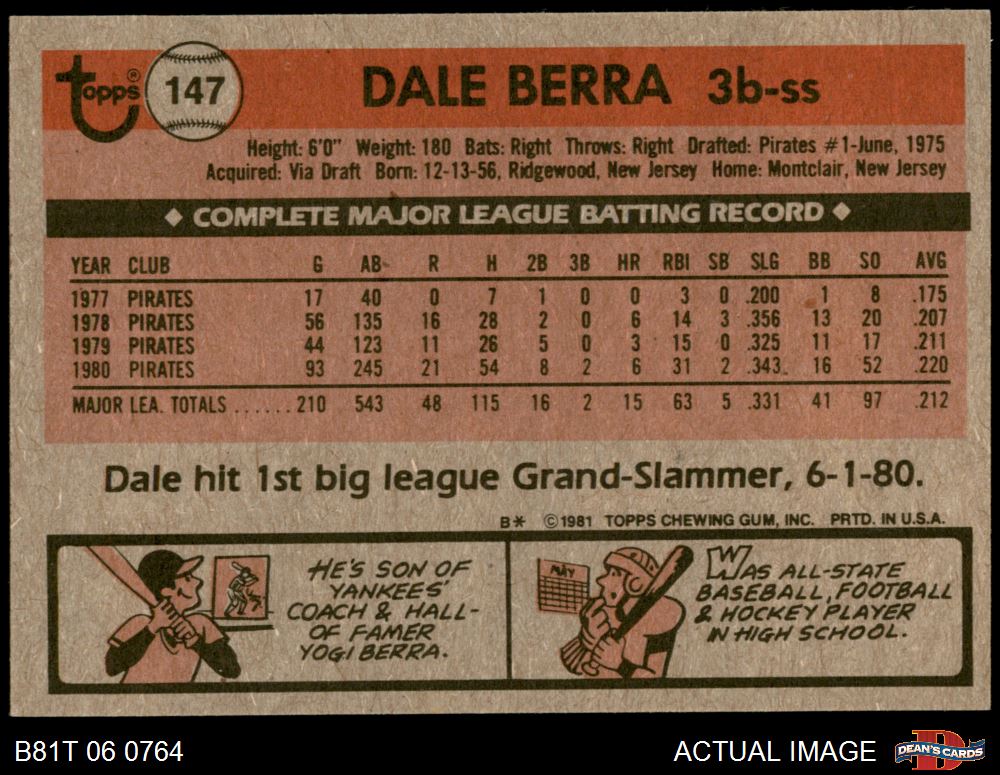 Topps® 147 DALE BERRA 3b-ss
Height: 6'0" Weight: 180 Bats: Right Throws: Right Drafted: Pirates #1-June, 1975
Acquired: Via Draft Born: 12-13-56, Ridgewood, New Jersey Home: Montclair, New Jersey
◆ COMPLETE MAJOR LEAGUE BATTING RECORD ◆
YEAR CLUB G AB R H 2B 3B HR RBI SB SLG BB SO AVG
1977 PIRATES 17 40 0 7 1 0 0 3 0 .200 1 8 .175
1978 PIRATES 56 135 16 28 2 0 6 14 3 .356 13 20 .207
1979 PIRATES 44 123 11 26 5 0 3 15 0 .325 11 17 .211
1980 PIRATES 93 245 21 54 8 2 6 31 2 .343 16 52 .220
MAJOR LEA. TOTALS ......210 543 48 115 16 2 15 63 5 .331 41 97 .212
Dale hit 1st big league Grand-Slammer, 6-1-80.
B* ©1981 TOPPS CHEWING GUM, INC. PRTD. IN U.S.A.
HE'S SON OF
YANKEES'
COACH & HALL-
OF FAMER
YOGI BERRA.
MAY
WAS ALL-STATE
BASEBALL, FOOTBALL
& HOCKEY PLAYER
IN HIGH SCHOOL.
B81T 06 0764
ACTUAL IMAGE
D DEAN'S CARDS